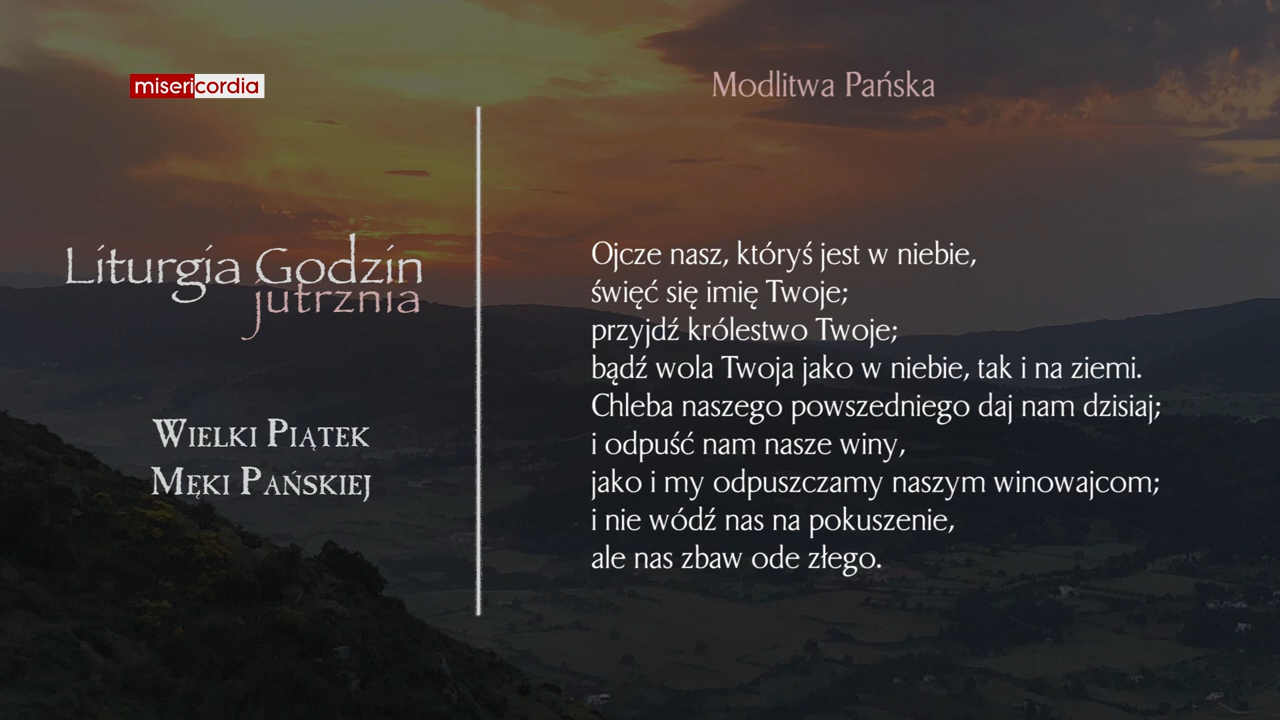 misericordia
Liturgia Godzin
jutrznia
Wielki Piątek
Męki Pańskiej
Modlitwa Pańska
Ojcze nasz, któryś jest w niebie,
święć się imię Twoje;
przyjdź królestwo Twoje;
bądź wola Twoja jako w niebie, tak i na ziemi.
Chleba naszego powszedniego daj nam dzisiaj;
i odpuść nam nasze winy,
jako i my odpuszczamy naszym winowajcom;
i nie wódź nas na pokuszenie,
ale nas zbaw ode złego.